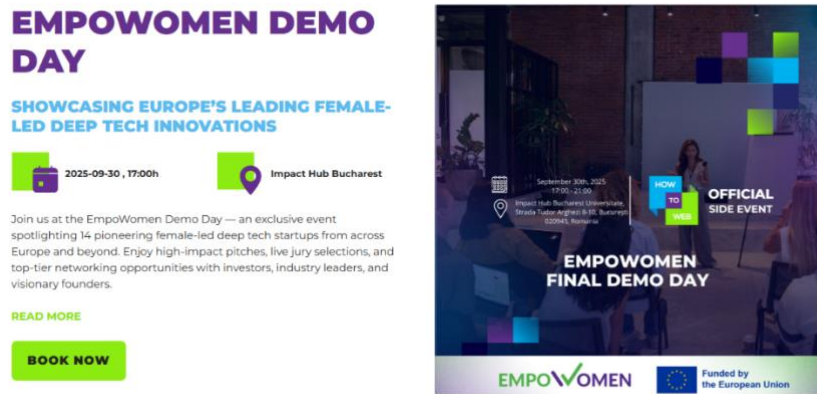 EMPOWOMEN DEMO
DAY
SHOWCASING EUROPE'S LEADING FEMALE-
LED DEEP TECH INNOVATIONS
2025-09-30 , 17:00h
Impact Hub Bucharest
Join us at the EmpoWomen Demo Day — an exclusive event
spotlighting 14 pioneering female-led deep tech startups from across
Europe and beyond. Enjoy high-impact pitches, live jury selections, and
top-tier networking opportunities with investors, industry leaders, and
visionary founders.
READ MORE
BOOK NOW
September 30th, 2025
17:00 - 21:00
Impact Hub Bucharest Universitate,
Strada Tudor Arghezi 8-10, București
020945, Romania
HOW
TO
WEB
OFFICIAL
SIDE EVENT
EMPOWOMEN
FINAL DEMO DAY
EMPOWOMEN
Funded by
the European Union